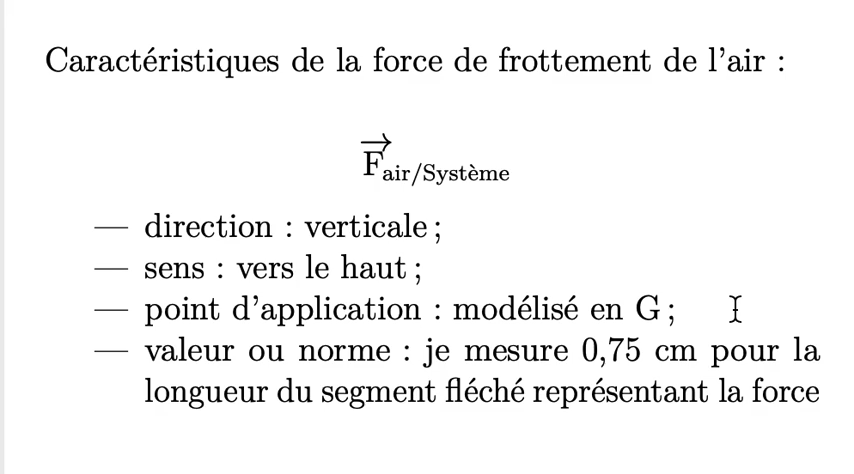 Caractéristiques de la force de frottement de l'air :
F air/Système
— direction : verticale ;
— sens : vers le haut ;
— point d'application : modélisé en G ;
— valeur ou norme : je mesure 0,75 cm pour la
longueur du segment fléché représentant la force